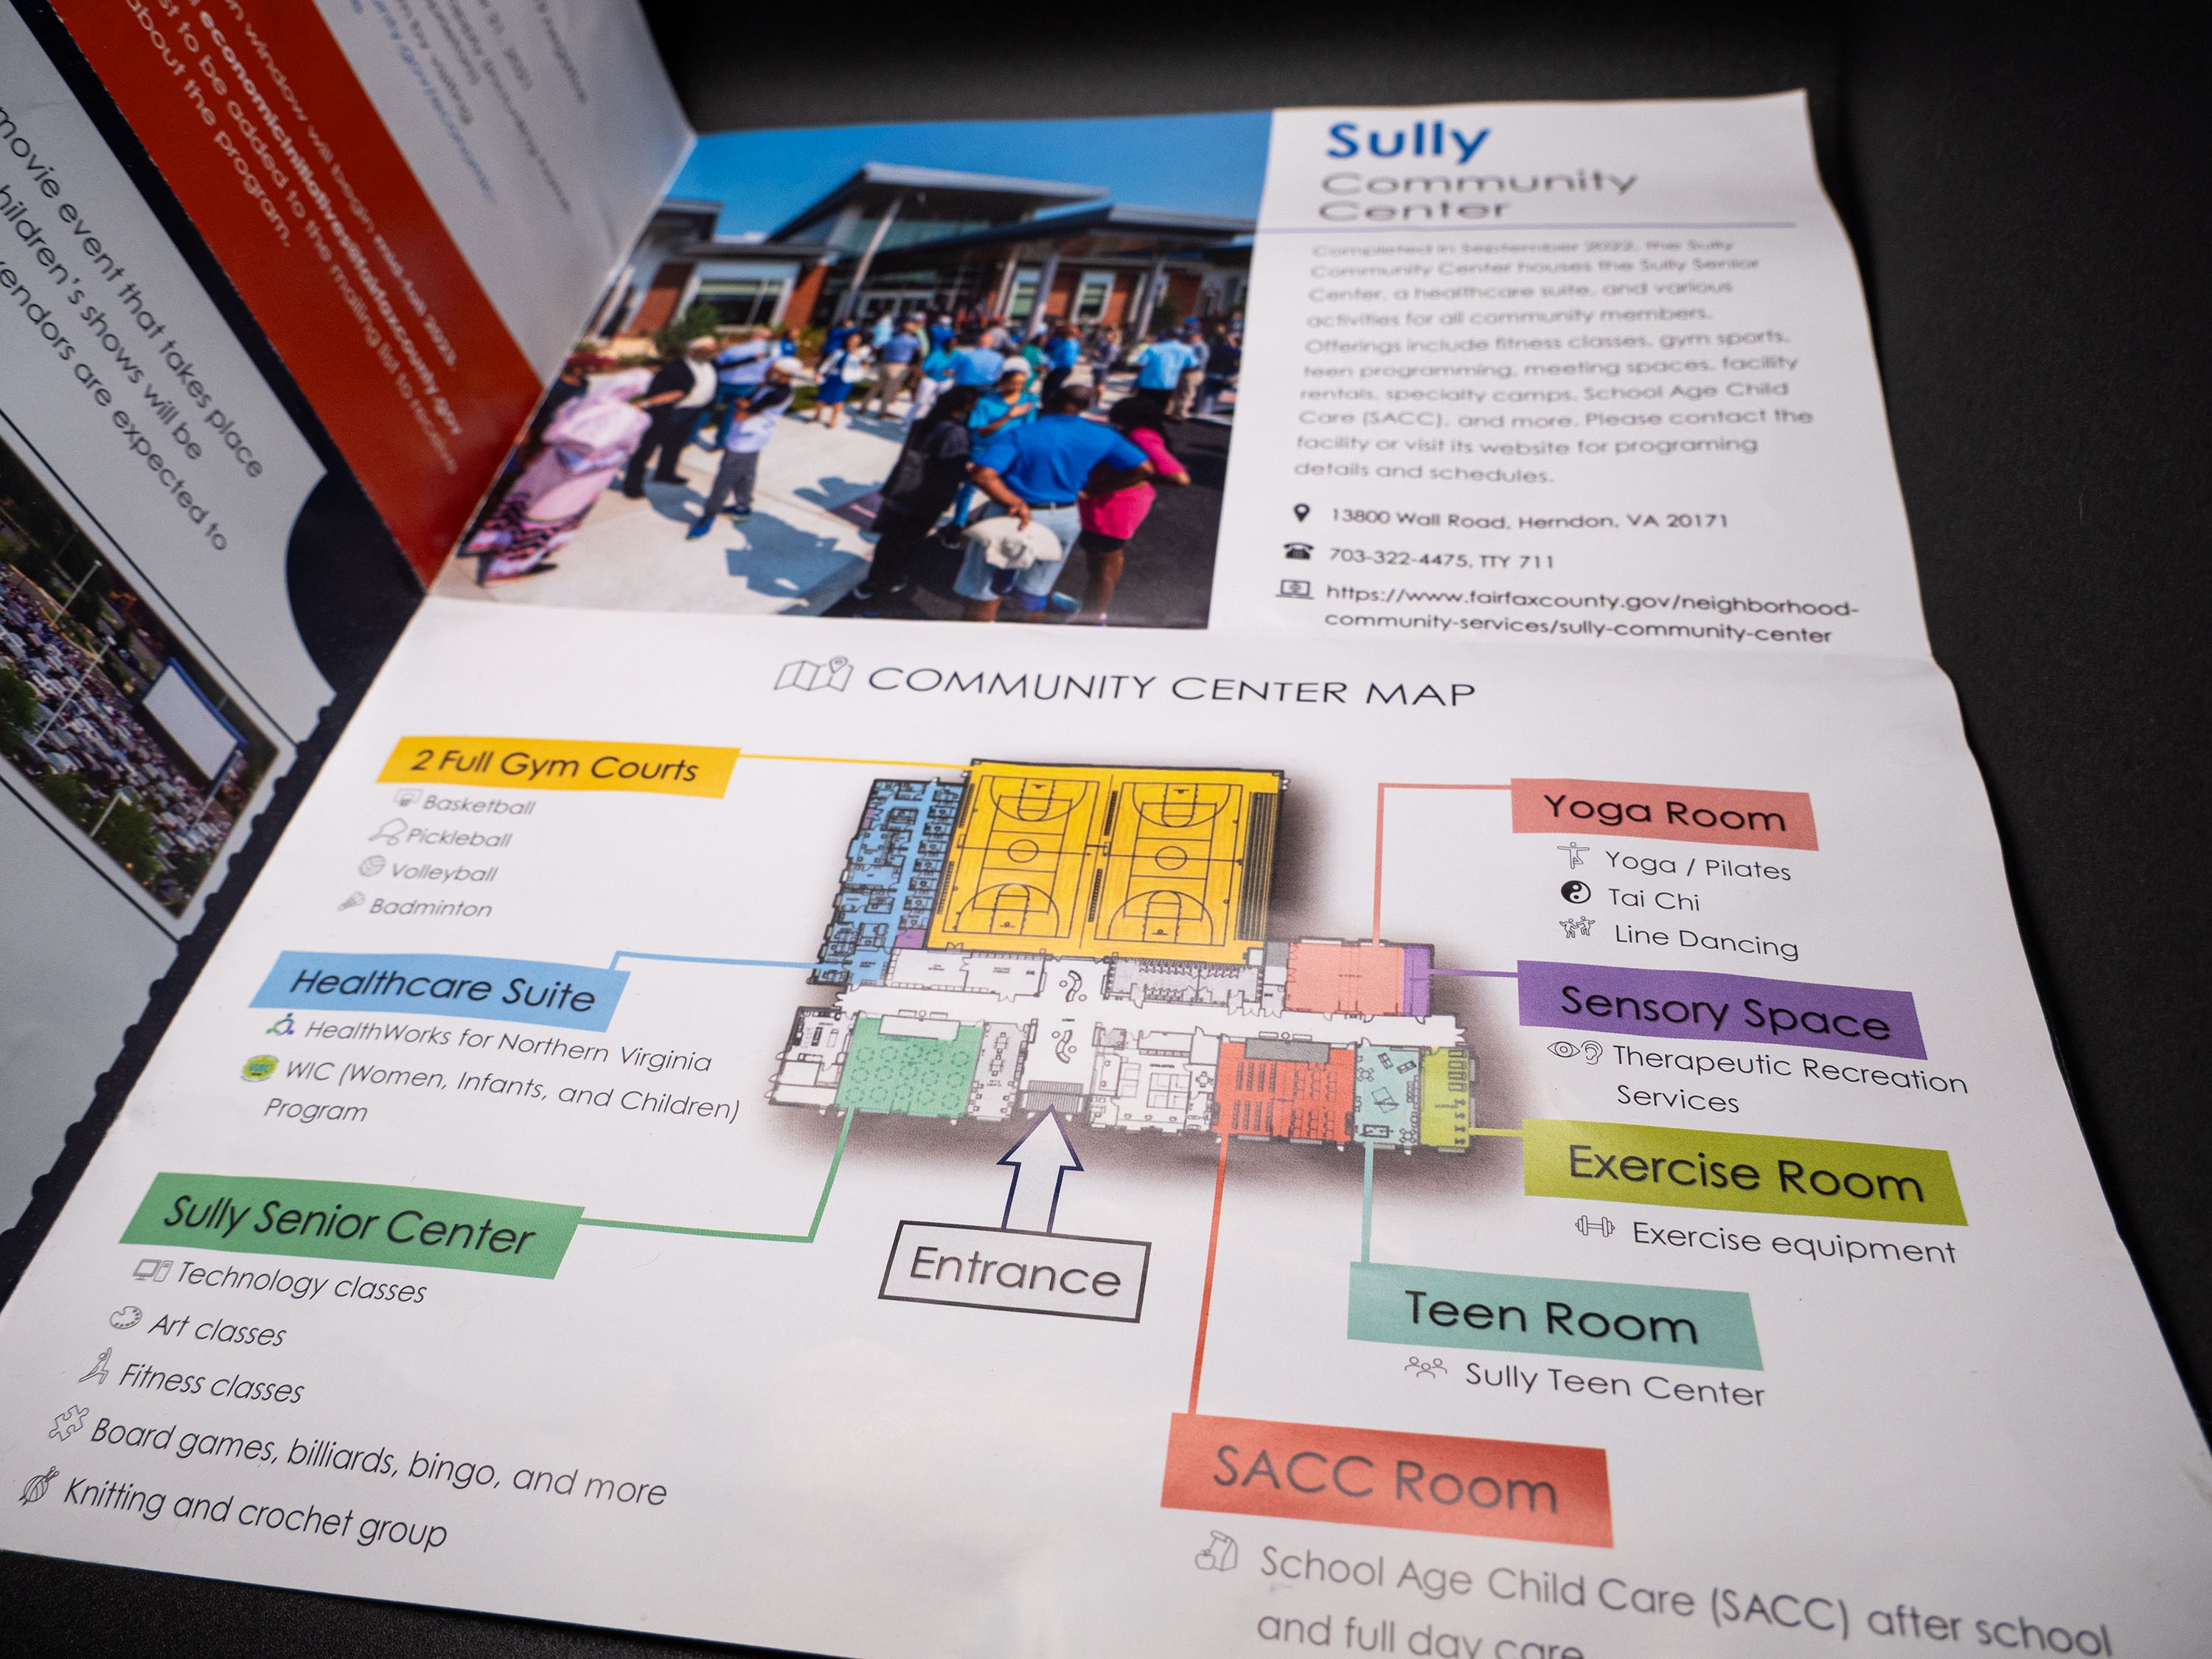 movie event that takes place
children's shows will be
vendors are expected to
window will begin mid-fall 2023.
economicinitiatives@fairfaxcounty.gov
to be added to the mailing list to receive
about the program.
Sully
Community
Center
Completed in September 2022, the Sully
Community Center houses the Sully Senior
Center, a healthcare suite, and various
activities for all community members.
Offerings include fitness classes, gym sports,
teen programming, meeting spaces, facility
rentals, specialty camps, School Age Child
Care (SACC), and more. Please contact the
facility or visit its website for programing
details and schedules.
13800 Wall Road, Herndon, VA 20171
703-322-4475, TTY 711
https://www.fairfaxcounty.gov/neighborhood-
community-services/sully-community-center
COMMUNITY CENTER MAP
2 Full Gym Courts
Basketball
Pickleball
Volleyball
Badminton
Healthcare Suite
HealthWorks for Northern Virginia
WIC (Women, Infants, and Children)
Program
Sully Senior Center
Technology classes
Art classes
Fitness classes
Board games, billiards, bingo, and more
Knitting and crochet group
Entrance
Yoga Room
Yoga / Pilates
Tai Chi
Line Dancing
Sensory Space
Therapeutic Recreation
Services
Exercise Room
Exercise equipment
Teen Room
Sully Teen Center
SACC Room
School Age Child Care (SACC) after school
and full day care